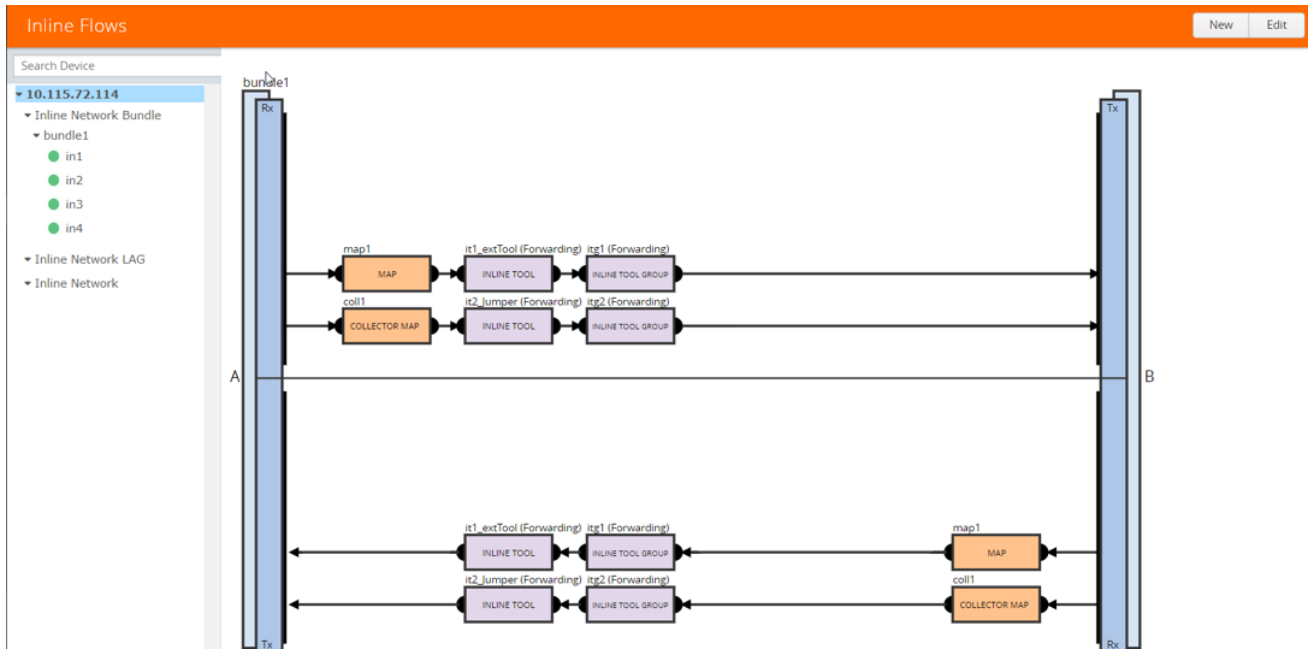 Inline Flows
New
Edit
Search Device
10.115.72.114
Inline Network Bundle
bundle1
in1
in2
in3
in4
Inline Network LAG
Inline Network
bundle1
Rx
Tx
map1
it1_extTool (Forwarding)
itg1 (Forwarding)
MAP
INLINE TOOL
INLINE TOOL GROUP
coll1
it2_Jumper (Forwarding)
itg2 (Forwarding)
COLLECTOR MAP
INLINE TOOL
INLINE TOOL GROUP
A
B
it1_extTool (Forwarding)
itg1 (Forwarding)
map1
INLINE TOOL
INLINE TOOL GROUP
MAP
it2_Jumper (Forwarding)
itg2 (Forwarding)
coll1
INLINE TOOL
INLINE TOOL GROUP
COLLECTOR MAP
Tx
Rx